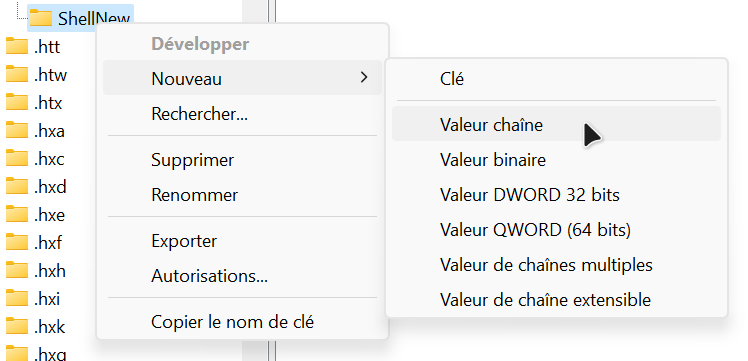 ShellNew
.htt
.htw
.htx
.hxa
.hxc
.hxd
.hxe
.hxf
.hxh
.hxi
.hxk
.hxq
Développer
Nouveau
Rechercher...
Supprimer
Renommer
Exporter
Autorisations...
Copier le nom de clé
Clé
Valeur chaîne
Valeur binaire
Valeur DWORD 32 bits
Valeur QWORD (64 bits)
Valeur de chaînes multiples
Valeur de chaîne extensible